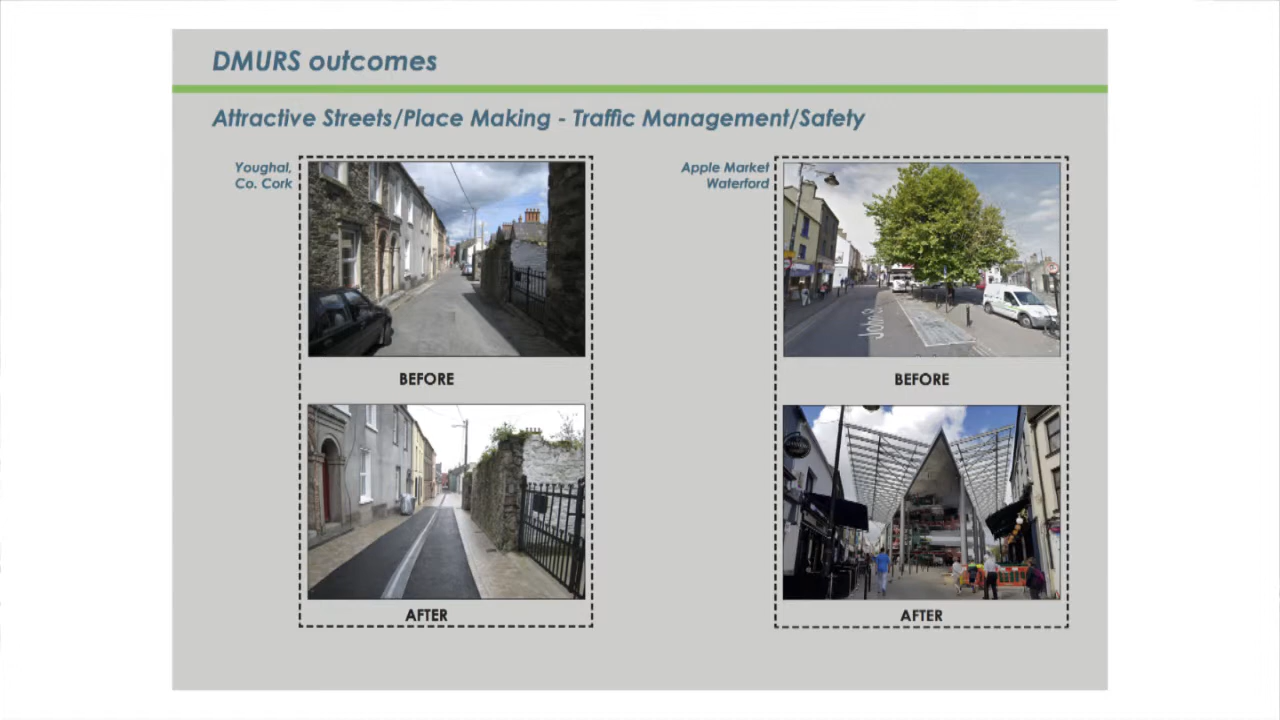 DMURS outcomes
Attractive Streets/Place Making - Traffic Management/Safety
Youghal,
Co. Cork
BEFORE
AFTER
Apple Market
Waterford
John S
BEFORE
AFTER